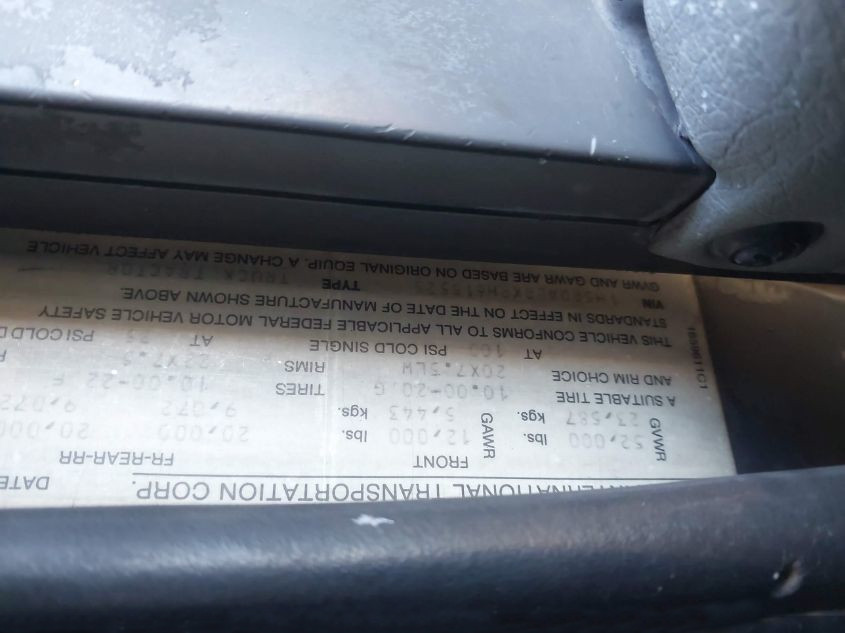 INTERNATIONAL TRANSPORTATION CORP. DATE
FRONT FR-REAR-RR
GVWR 52,000 lbs. GAWR 12,000 lbs. 20,000 20,000
23,587 kgs. 5,443 kgs. 9,072 9,072
A SUITABLE TIRE 10.00-20,G TIRES 10.00-22 F
AND RIM CHOICE 20X7.5LW RIMS 22X7.5
AT PSI COLD SINGLE AT PSI COLD D
THIS VEHICLE CONFORMS TO ALL APPLICABLE FEDERAL MOTOR VEHICLE SAFETY
STANDARDS IN EFFECT ON THE DATE OF MANUFACTURE SHOWN ABOVE.
VIN TYPE TRUCK TRACTOR
GVWR AND GAWR ARE BASED ON ORIGINAL EQUIP. A CHANGE MAY AFFECT VEHICLE